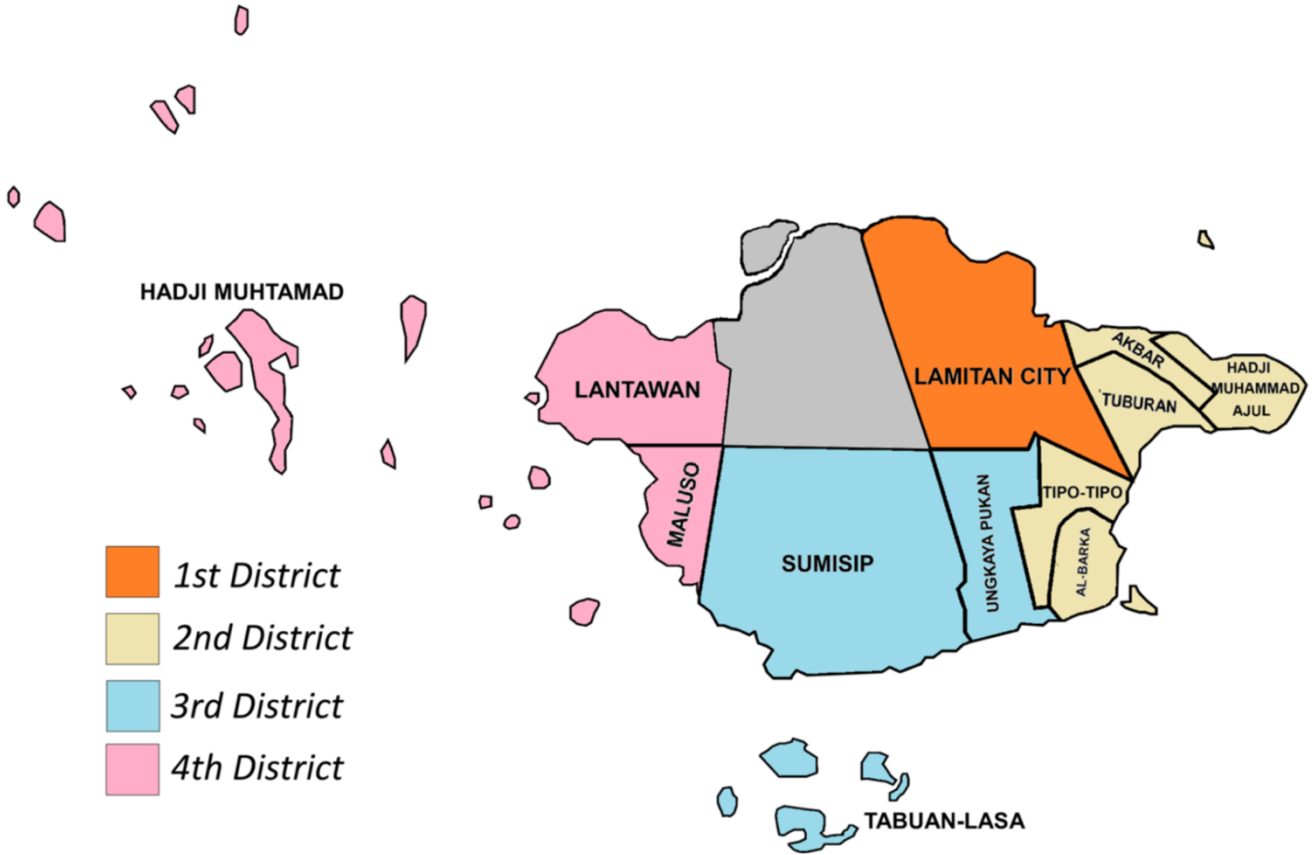 HADJI MUHTAMAD
LANTAWAN
LAMITAN CITY
AKBAR
HADJI
MUHAMMAD
AJUL
TUBURAN
MALUSO
SUMISIP
UNGKAYA PUKAN
TIPO-TIPO
AL-BARKA
TABUAN-LASA
1st District
2nd District
3rd District
4th District